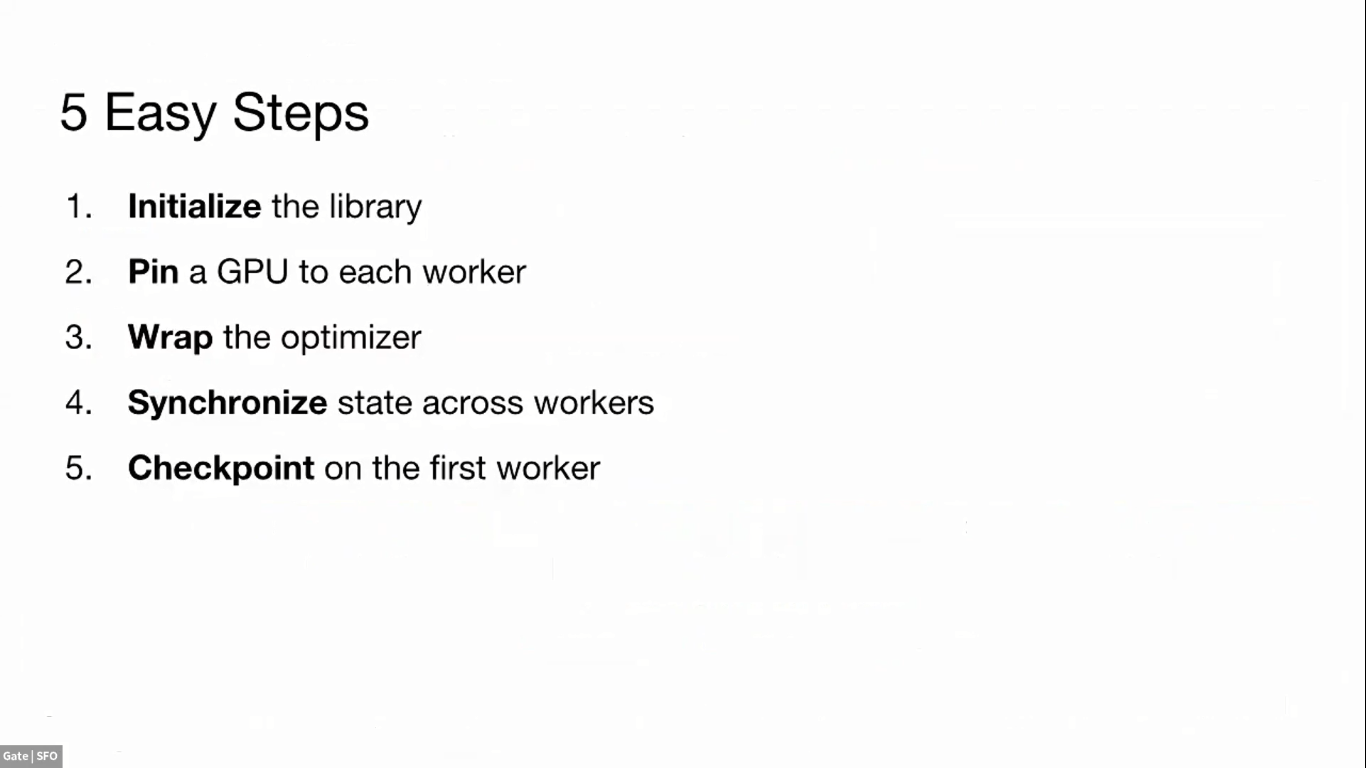 5 Easy Steps
1. Initialize the library
2. Pin a GPU to each worker
3. Wrap the optimizer
4. Synchronize state across workers
5. Checkpoint on the first worker
Gate | SFO